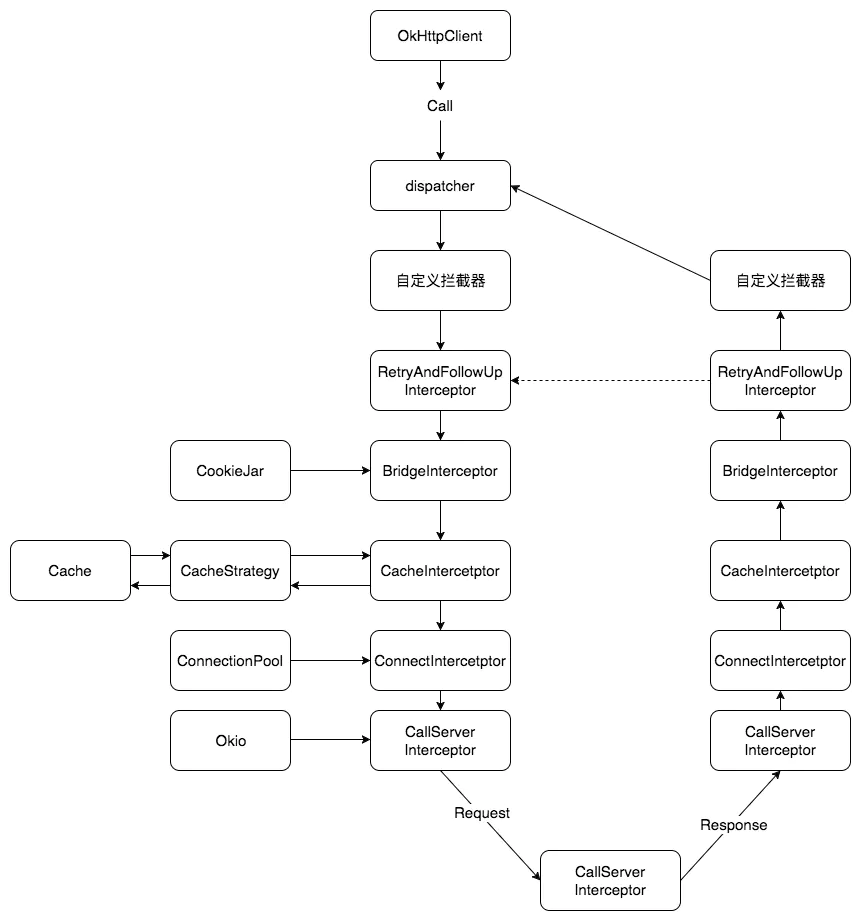 OkHttpClient
Call
dispatcher
自定义拦截器
自定义拦截器
RetryAndFollowUp
Interceptor
RetryAndFollowUp
Interceptor
CookieJar
BridgeInterceptor
BridgeInterceptor
Cache
CacheStrategy
CacheIntercetptor
CacheIntercetptor
ConnectionPool
ConnectIntercetptor
ConnectIntercetptor
Okio
CallServer
Interceptor
CallServer
Interceptor
Request
Response
CallServer
Interceptor